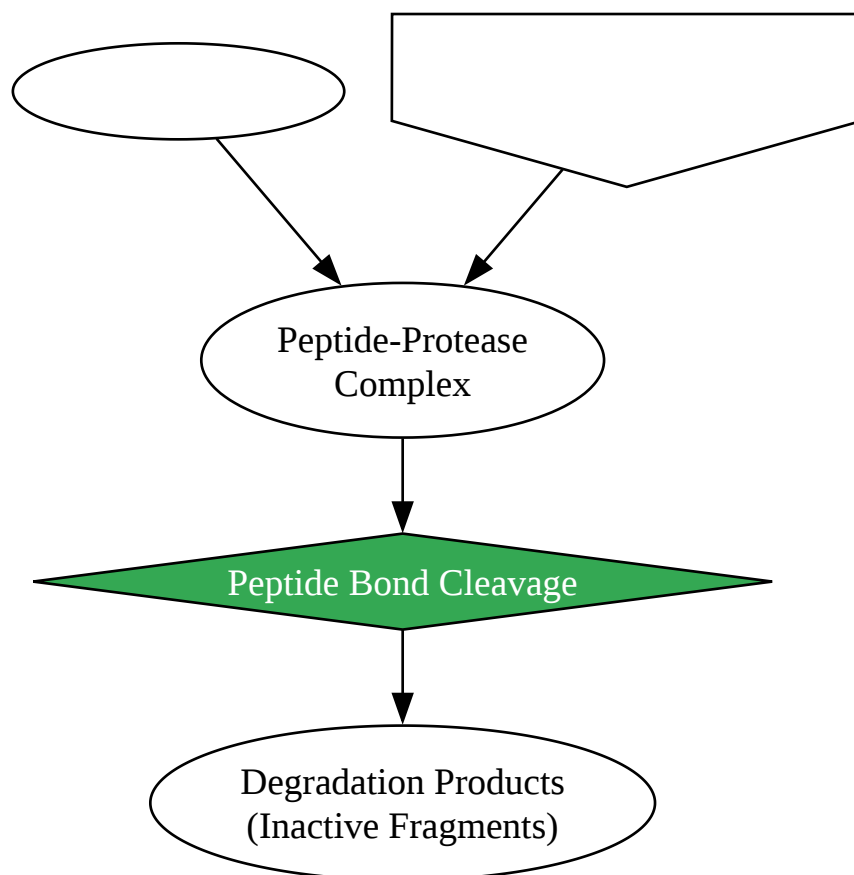 Peptide-Protease
Complex
Peptide Bond Cleavage
Degradation Products
(Inactive Fragments)